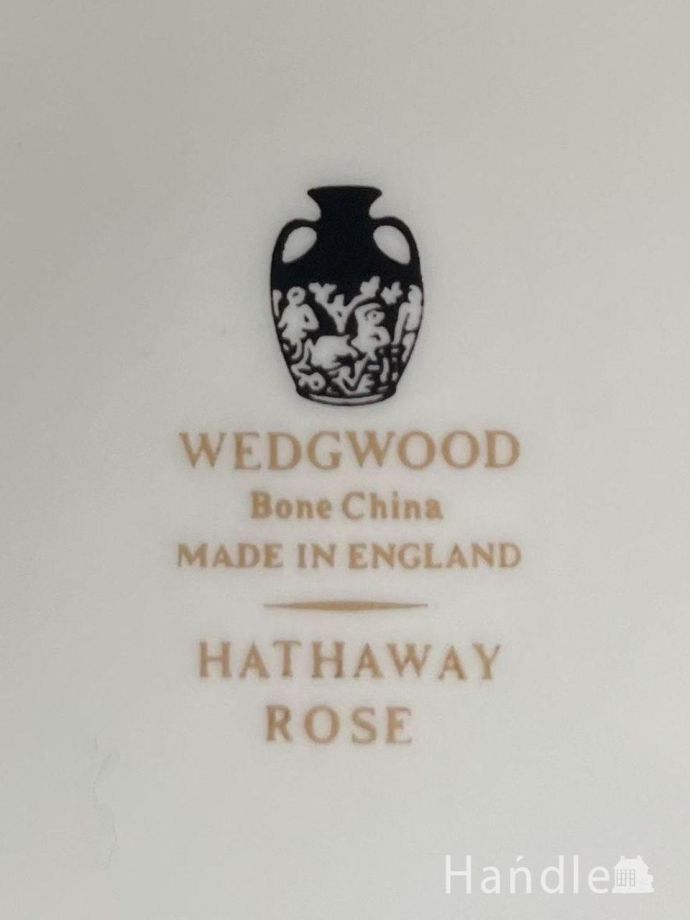 WEDGWOOD
Bone China
MADE IN ENGLAND
HATHAWAY
ROSE
Handle